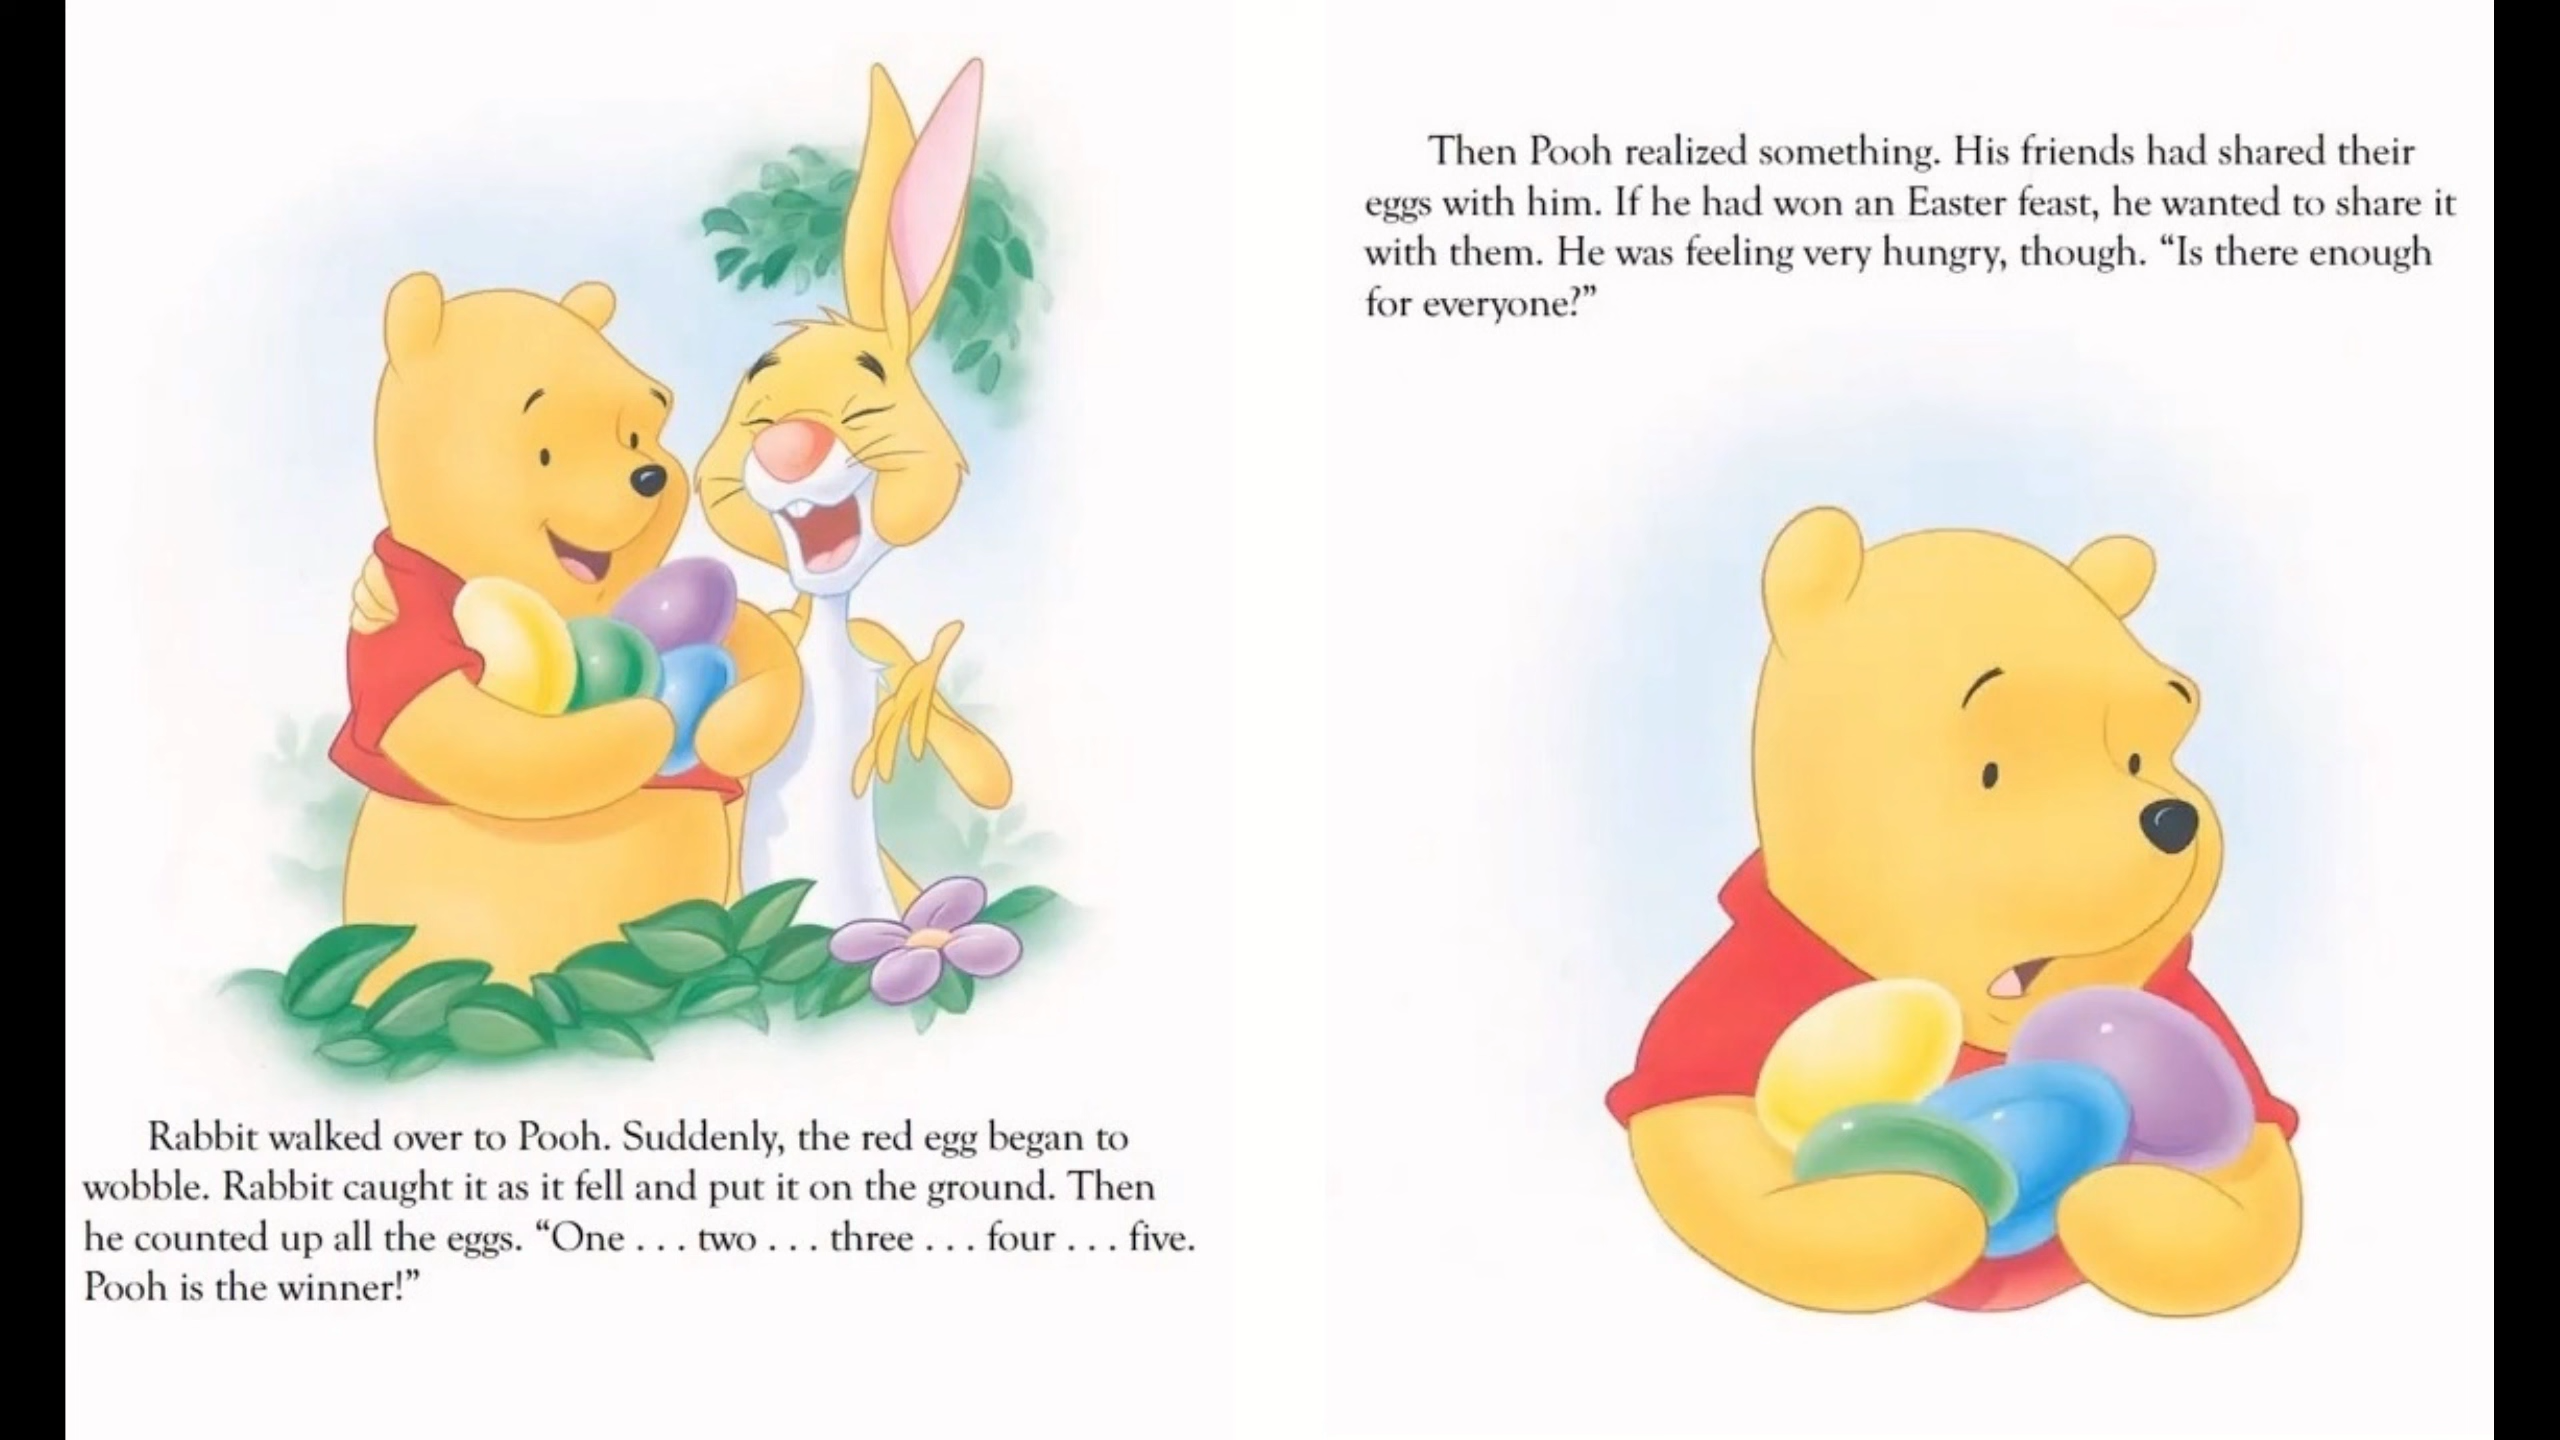 Rabbit walked over to Pooh. Suddenly, the red egg began to
wobble. Rabbit caught it as it fell and put it on the ground. Then
he counted up all the eggs. “One . . . two . . . three . . . four . . . five.
Pooh is the winner!”
Then Pooh realized something. His friends had shared their
eggs with him. If he had won an Easter feast, he wanted to share it
with them. He was feeling very hungry, though. “Is there enough
for everyone?”